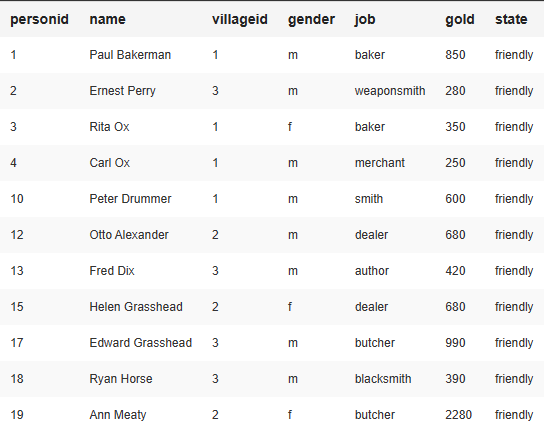 personid name villageid gender job gold state
1 Paul Bakerman 1 m baker 850 friendly
2 Ernest Perry 3 m weaponsmith 280 friendly
3 Rita Ox 1 f baker 350 friendly
4 Carl Ox 1 m merchant 250 friendly
10 Peter Drummer 1 m smith 600 friendly
12 Otto Alexander 2 m dealer 680 friendly
13 Fred Dix 3 m author 420 friendly
15 Helen Grasshead 2 f dealer 680 friendly
17 Edward Grasshead 3 m butcher 990 friendly
18 Ryan Horse 3 m blacksmith 390 friendly
19 Ann Meaty 2 f butcher 2280 friendly